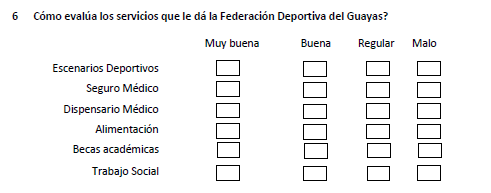 6 Cómo evalúa los servicios que le dá la Federación Deportiva del Guayas?
Muy buena Buena Regular Malo
Escenarios Deportivos
Seguro Médico
Dispensario Médico
Alimentación
Becas académicas
Trabajo Social